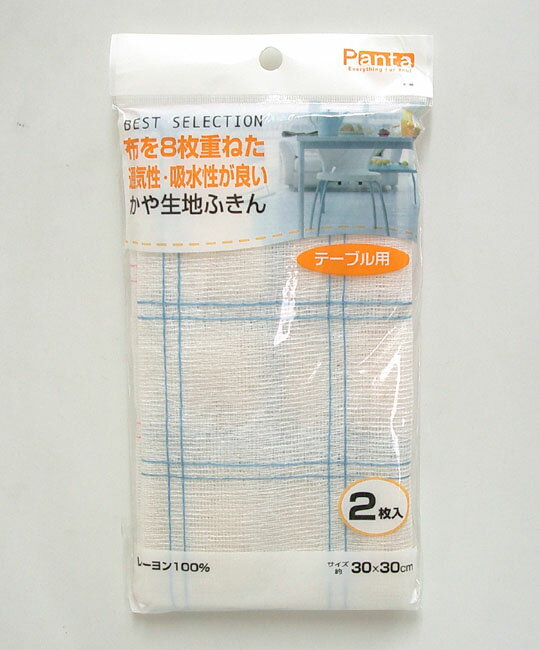 Panta
Everything For You!
BEST SELECTION
布を8枚重ねた
通気性・吸水性が良い
かや生地ふきん
テーブル用
2枚入
レーヨン100%
サイズ約 30×30cm